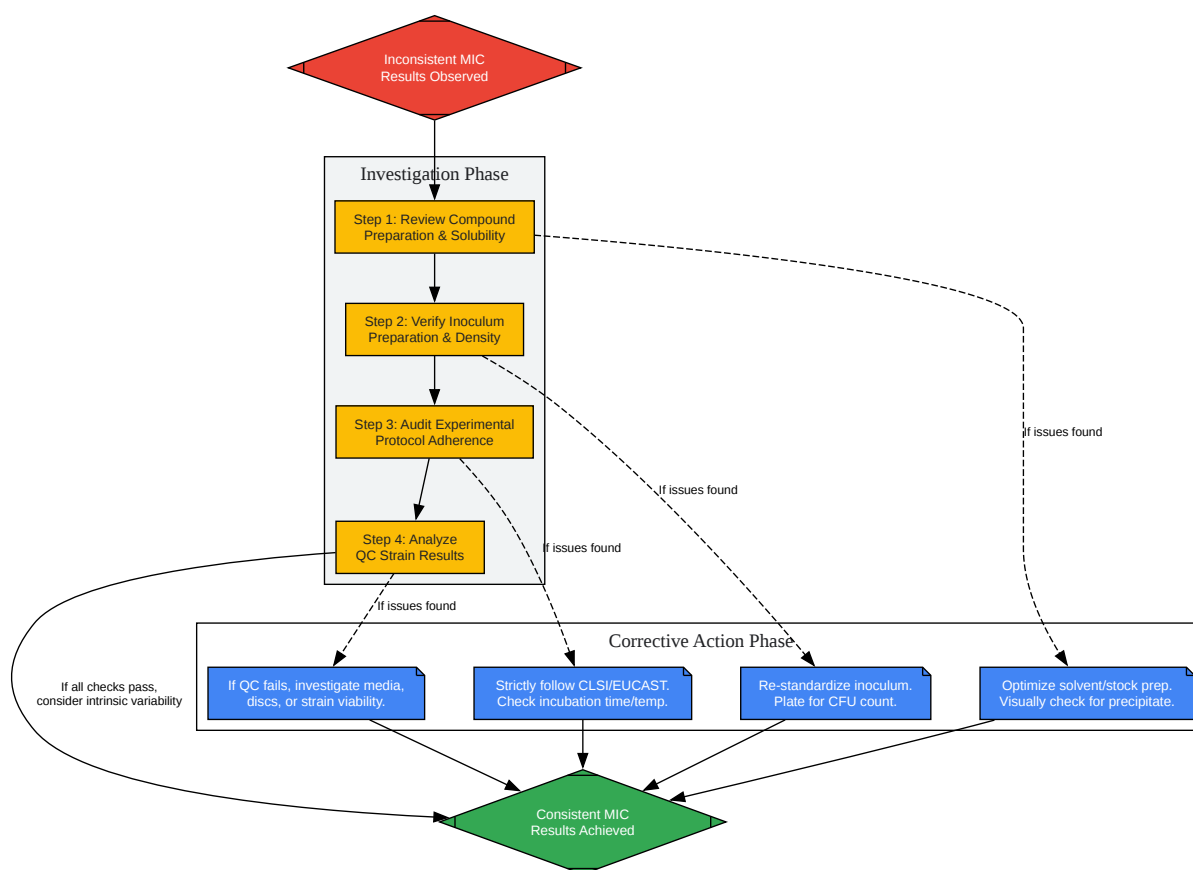 Inconsistent MIC
Results Observed
Investigation Phase
Step 1: Review Compound
Preparation & Solubility
Step 2: Verify Inoculum
Preparation & Density
Step 3: Audit Experimental
Protocol Adherence
If issues found
If issues found
If issues found
Step 4: Analyze
QC Strain Results
If issues found
Corrective Action Phase
If all checks pass,
consider intrinsic variability
If QC fails, investigate media,
discs, or strain viability.
Strictly follow CLSI/EUCAST.
Check incubation time/temp.
Re-standardize inoculum.
Plate for CFU count.
Optimize solvent/stock prep.
Visually check for precipitate.
Consistent MIC
Results Achieved